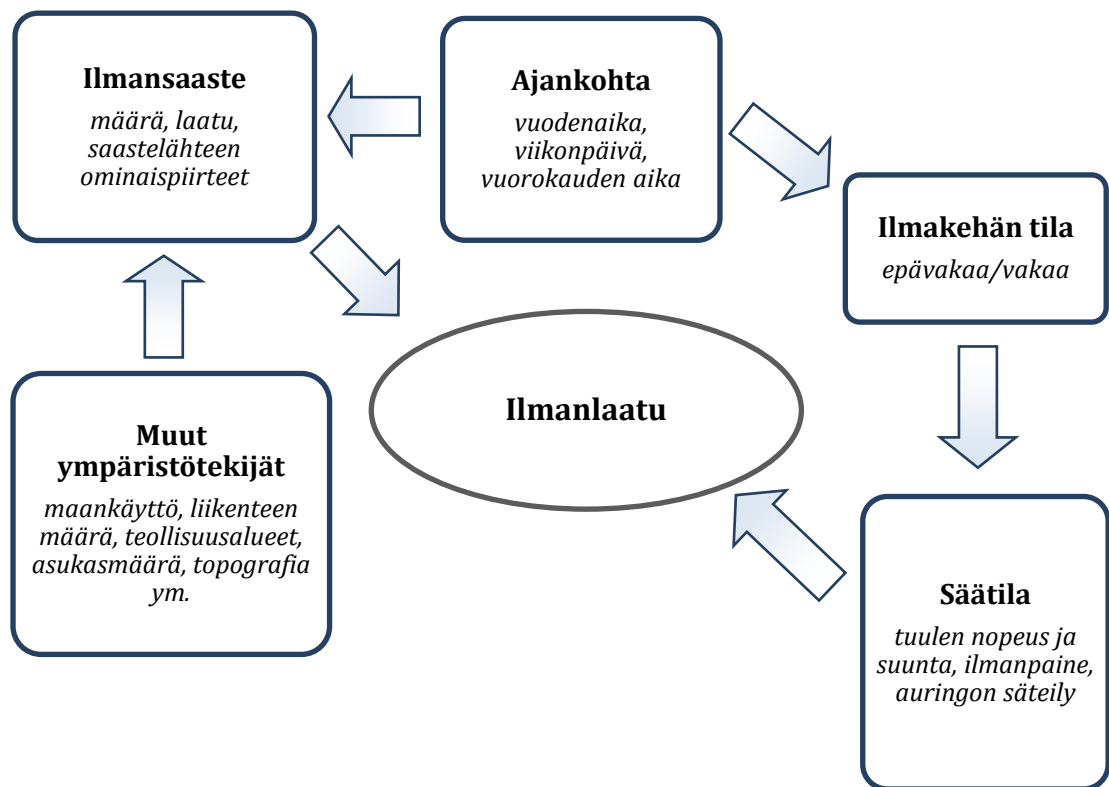 Ilmansaaste
määrä, laatu,
saastelähteen
ominaispiirteet
Ajankohta
vuodenaika,
viikonpäivä,
vuorokauden aika
Ilmakehän tila
epävakaa/vakaa
Ilmanlaatu
Muut
ympäristötekijät
maankäyttö, liikenteen
määrä, teollisuusalueet,
asukasmäärä, topografia
ym.
Säätila
tuulen nopeus ja
suunta, ilmanpaine,
auringon säteily